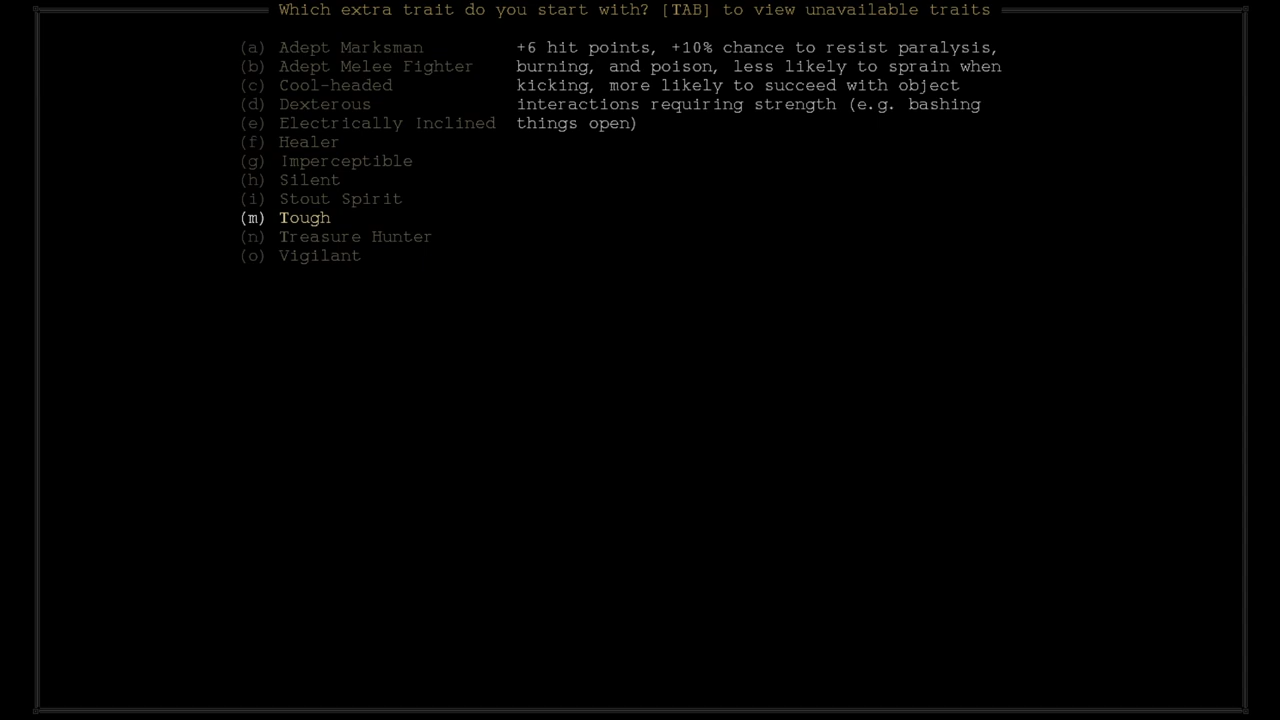 Which extra trait do you start with? [TAB] to view unavailable traits
(a) Adept Marksman
(b) Adept Melee Fighter
(c) Cool-headed
(d) Dexterous
(e) Electrically Inclined
(f) Healer
(g) Imperceptible
(h) Silent
(i) Stout Spirit
(m) Tough
(n) Treasure Hunter
(o) Vigilant
+6 hit points, +10% chance to resist paralysis,
burning, and poison, less likely to sprain when
kicking, more likely to succeed with object
interactions requiring strength (e.g. bashing
things open)